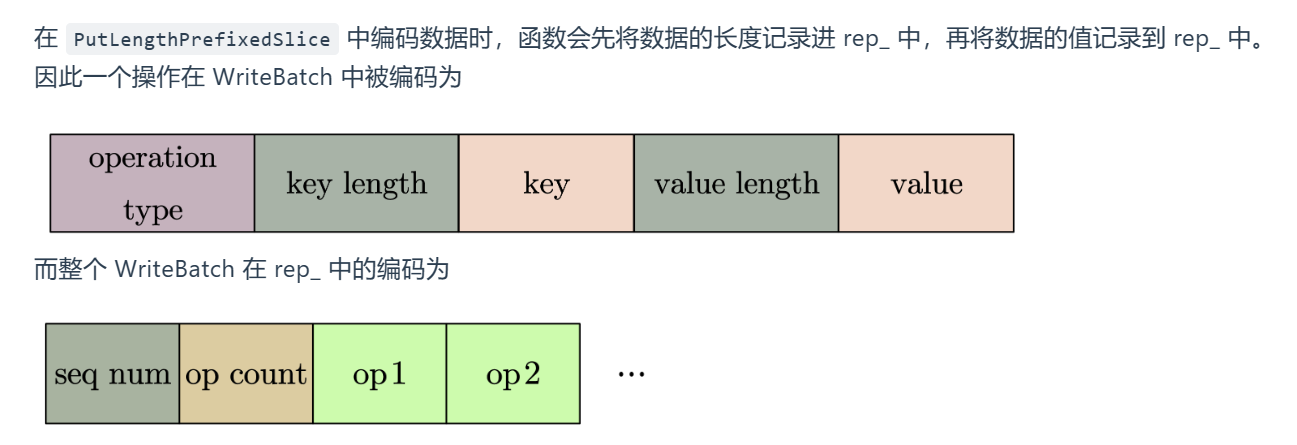 在 PutLengthPrefixedSlice 中编码数据时，函数会先将数据的长度记录进 rep_ 中，再将数据的值记录到 rep_ 中。
因此一个操作在 WriteBatch 中被编码为
operation type key length key value length value
而整个 WriteBatch 在 rep_ 中的编码为
seq num op count op1 op2 ...